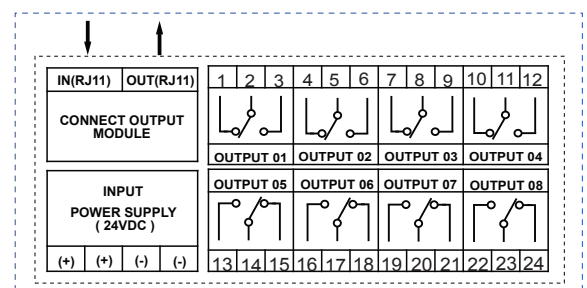 IN(RJ11) OUT(RJ11)
CONNECT OUTPUT
MODULE
1 2 3 4 5 6 7 8 9 10 11 12
OUTPUT 01 OUTPUT 02 OUTPUT 03 OUTPUT 04
INPUT
POWER SUPPLY
( 24VDC )
(+) (+) (-) (-)
OUTPUT 05 OUTPUT 06 OUTPUT 07 OUTPUT 08
13 14 15 16 17 18 19 20 21 22 23 24